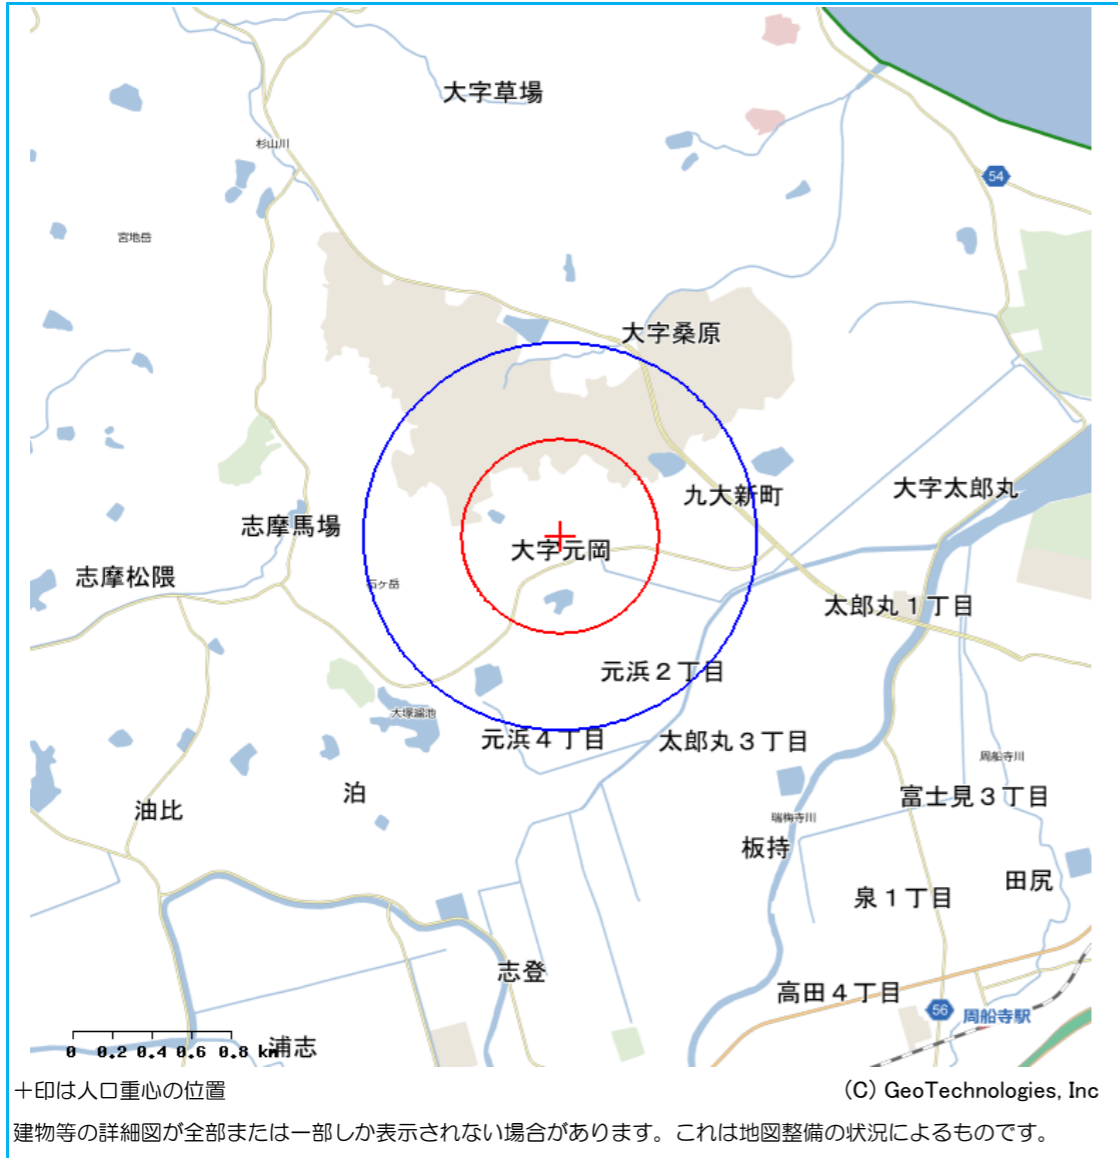 大字草場
杉山川
54
宮地岳
大字桑原
九大新町
大字太郎丸
志摩馬場
大字元岡
志摩松隈
石ヶ岳
太郎丸1丁目
元浜2丁目
大塚溜池
元浜4丁目
太郎丸3丁目
周船寺川
泊
富士見3丁目
油比
瑞梅寺川
板持
田尻
泉1丁目
志登
高田4丁目
56
周船寺駅
0 0.2 0.4 0.6 0.8 km
浦志
+印は人口重心の位置
(C) GeoTechnologies, Inc
建物等の詳細図が全部または一部しか表示されない場合があります。これは地図整備の状況によるものです。